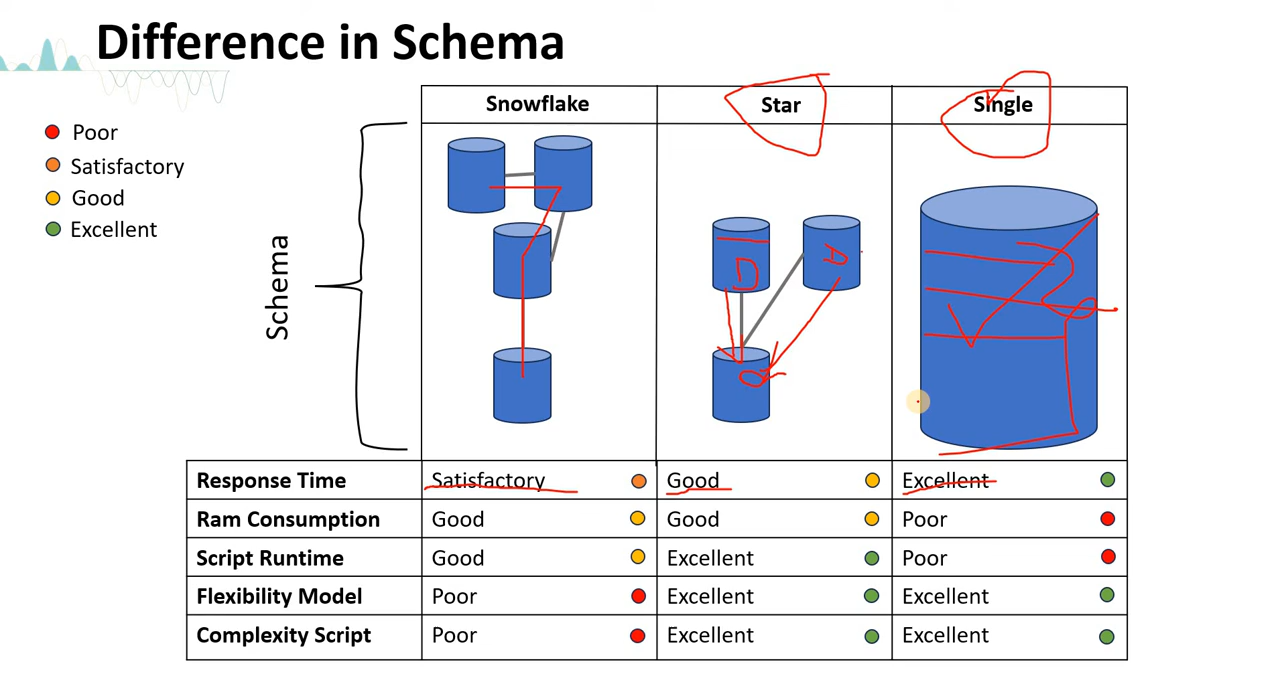 Difference in Schema
Snowflake Star Single
Poor
Satisfactory
Good
Excellent
Schema
D A
Response Time Satisfactory Good Excellent
Ram Consumption Good Good Poor
Script Runtime Good Excellent Poor
Flexibility Model Poor Excellent Excellent
Complexity Script Poor Excellent Excellent